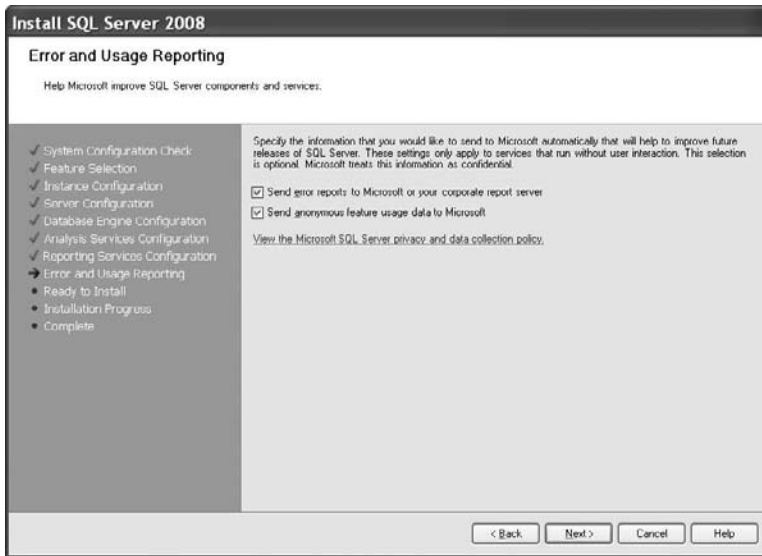 Install SQL Server 2008
Error and Usage Reporting
Help Microsoft improve SQL Server components and services.
System Configuration Check
Feature Selection
Instance Configuration
Server Configuration
Database Engine Configuration
Analysis Services Configuration
Reporting Services Configuration
Error and Usage Reporting
Ready to Install
Installation Progress
Complete
Specify the information that you would like to send to Microsoft automatically that will help to improve future
releases of SQL Server. These settings only apply to services that run without user interaction. This selection
is optional. Microsoft treats this information as confidential.
Send error reports to Microsoft or your corporate report server
Send anonymous feature usage data to Microsoft
View the Microsoft SQL Server privacy and data collection policy.
< Back Next > Cancel Help